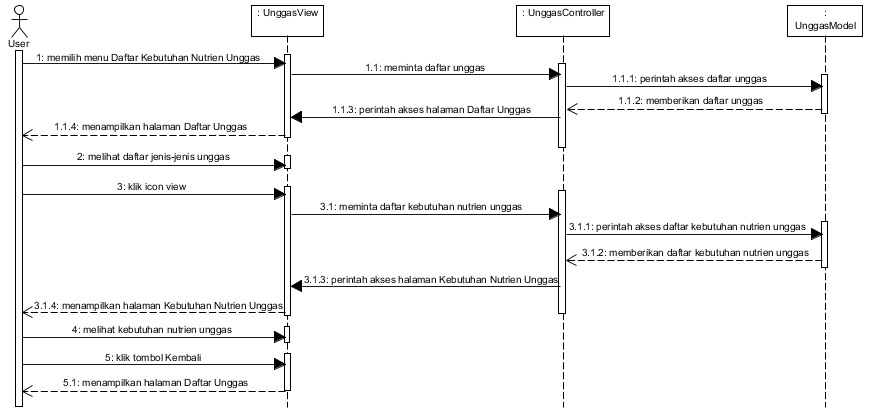 : UnggasView
: UnggasController
:
UnggasModel
User
1: memilih menu Daftar Kebutuhan Nutrien Unggas
1.1: meminta daftar unggas
1.1.1: perintah akses daftar unggas
1.1.2: memberikan daftar unggas
1.1.3: perintah akses halaman Daftar Unggas
1.1.4: menampilkan halaman Daftar Unggas
2: melihat daftar jenis-jenis unggas
3: klik icon view
3.1: meminta daftar kebutuhan nutrien unggas
3.1.1: perintah akses daftar kebutuhan nutrien unggas
3.1.2: memberikan daftar kebutuhan nutrien unggas
3.1.3: perintah akses halaman Kebutuhan Nutrien Unggas
3.1.4: menampilkan halaman Kebutuhan Nutrien Unggas
4: melihat kebutuhan nutrien unggas
5: klik tombol Kembali
5.1: menampilkan halaman Daftar Unggas